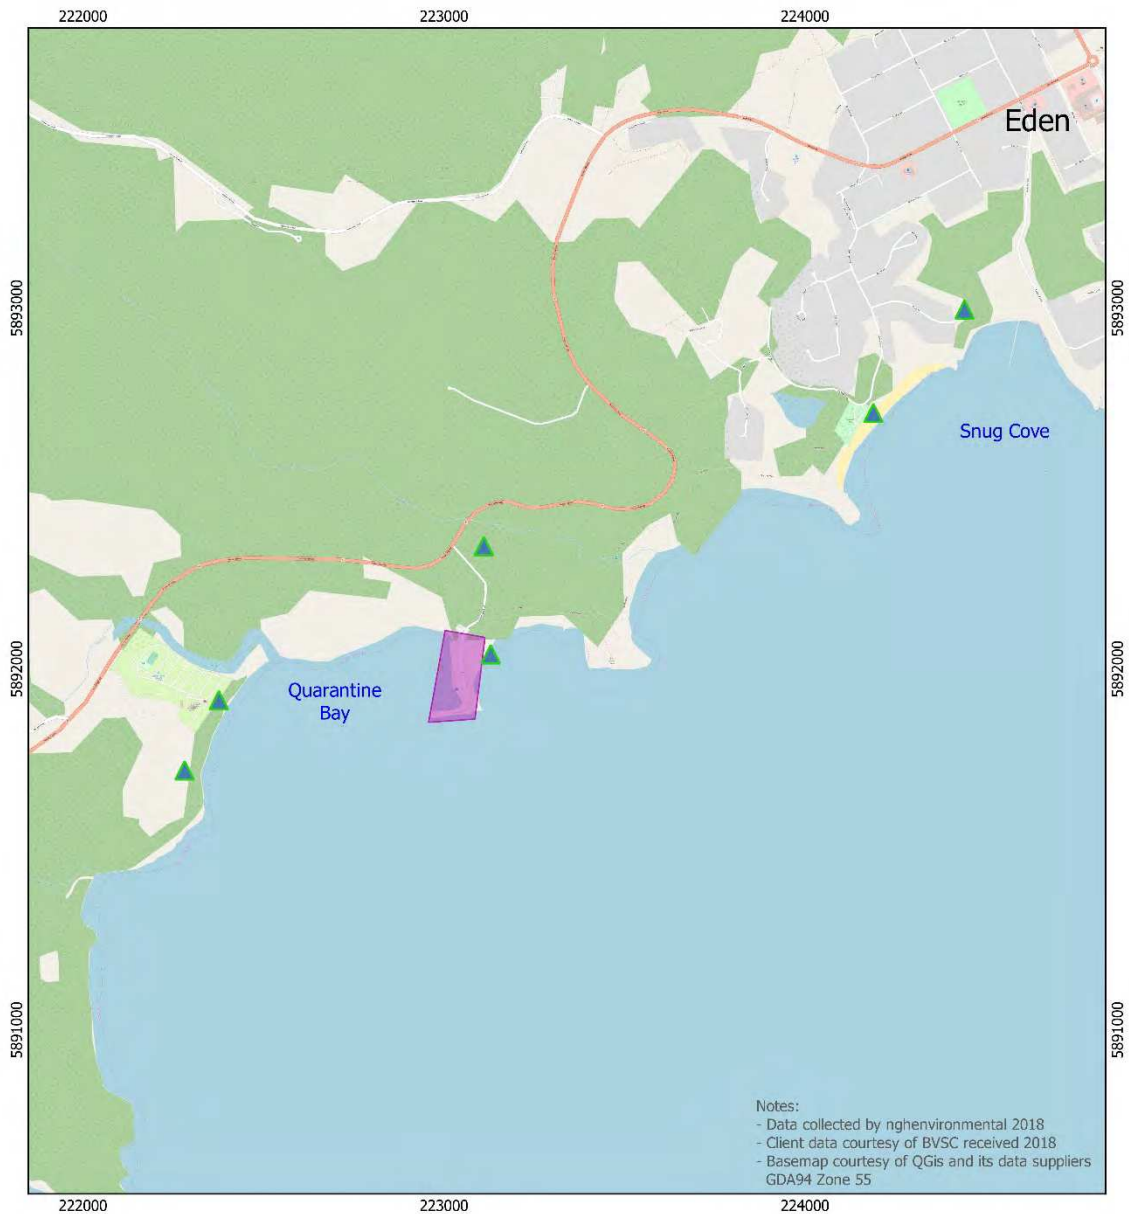 222000 223000 224000
Eden
5893000 5893000
Snug Cove
5892000 5892000
Quarantine
Bay
5891000 5891000
Notes:
- Data collected by nghenvironmental 2018
- Client data courtesy of BVSC received 2018
- Basemap courtesy of QGis and its data suppliers
GDA94 Zone 55
222000 223000 224000